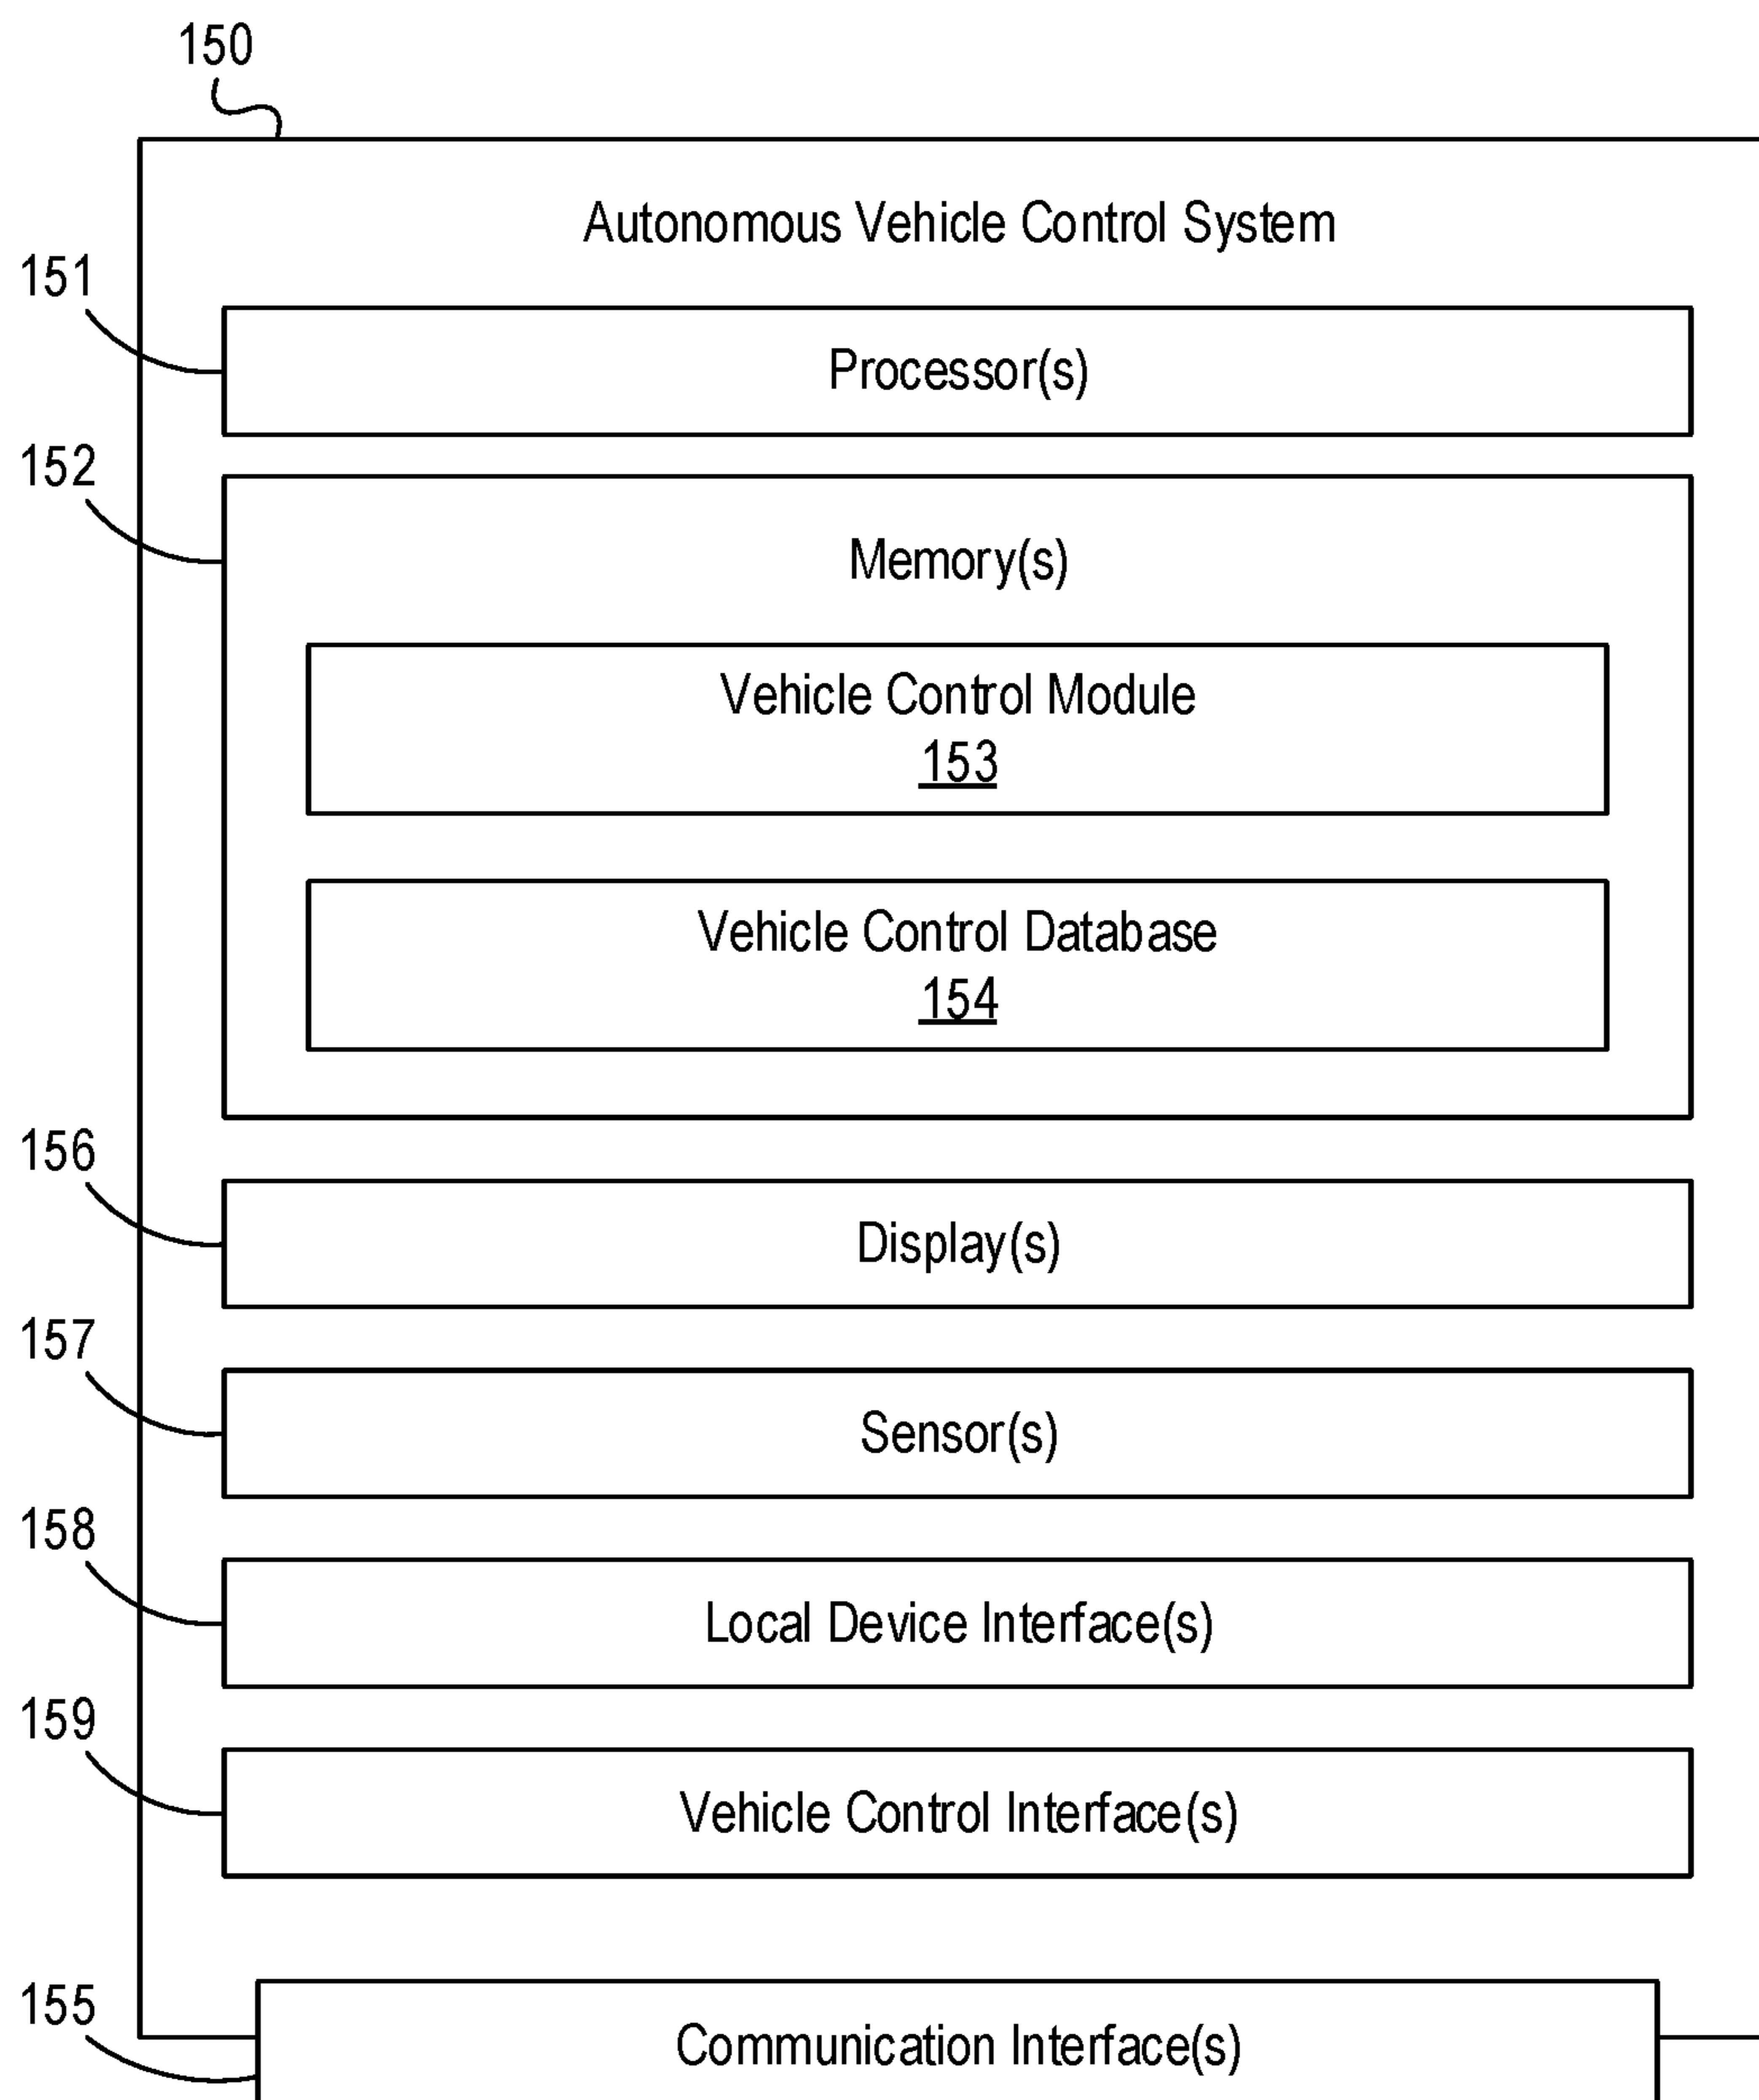 150
Autonomous Vehicle Control System
151
Processor(s)
152
Memory(s)
Vehicle Control Module
153
Vehicle Control Database
154
156
Display(s)
157
Sensor(s)
158
Local Device Interface(s)
159
Vehicle Control Interface(s)
155
Communication Interface(s)